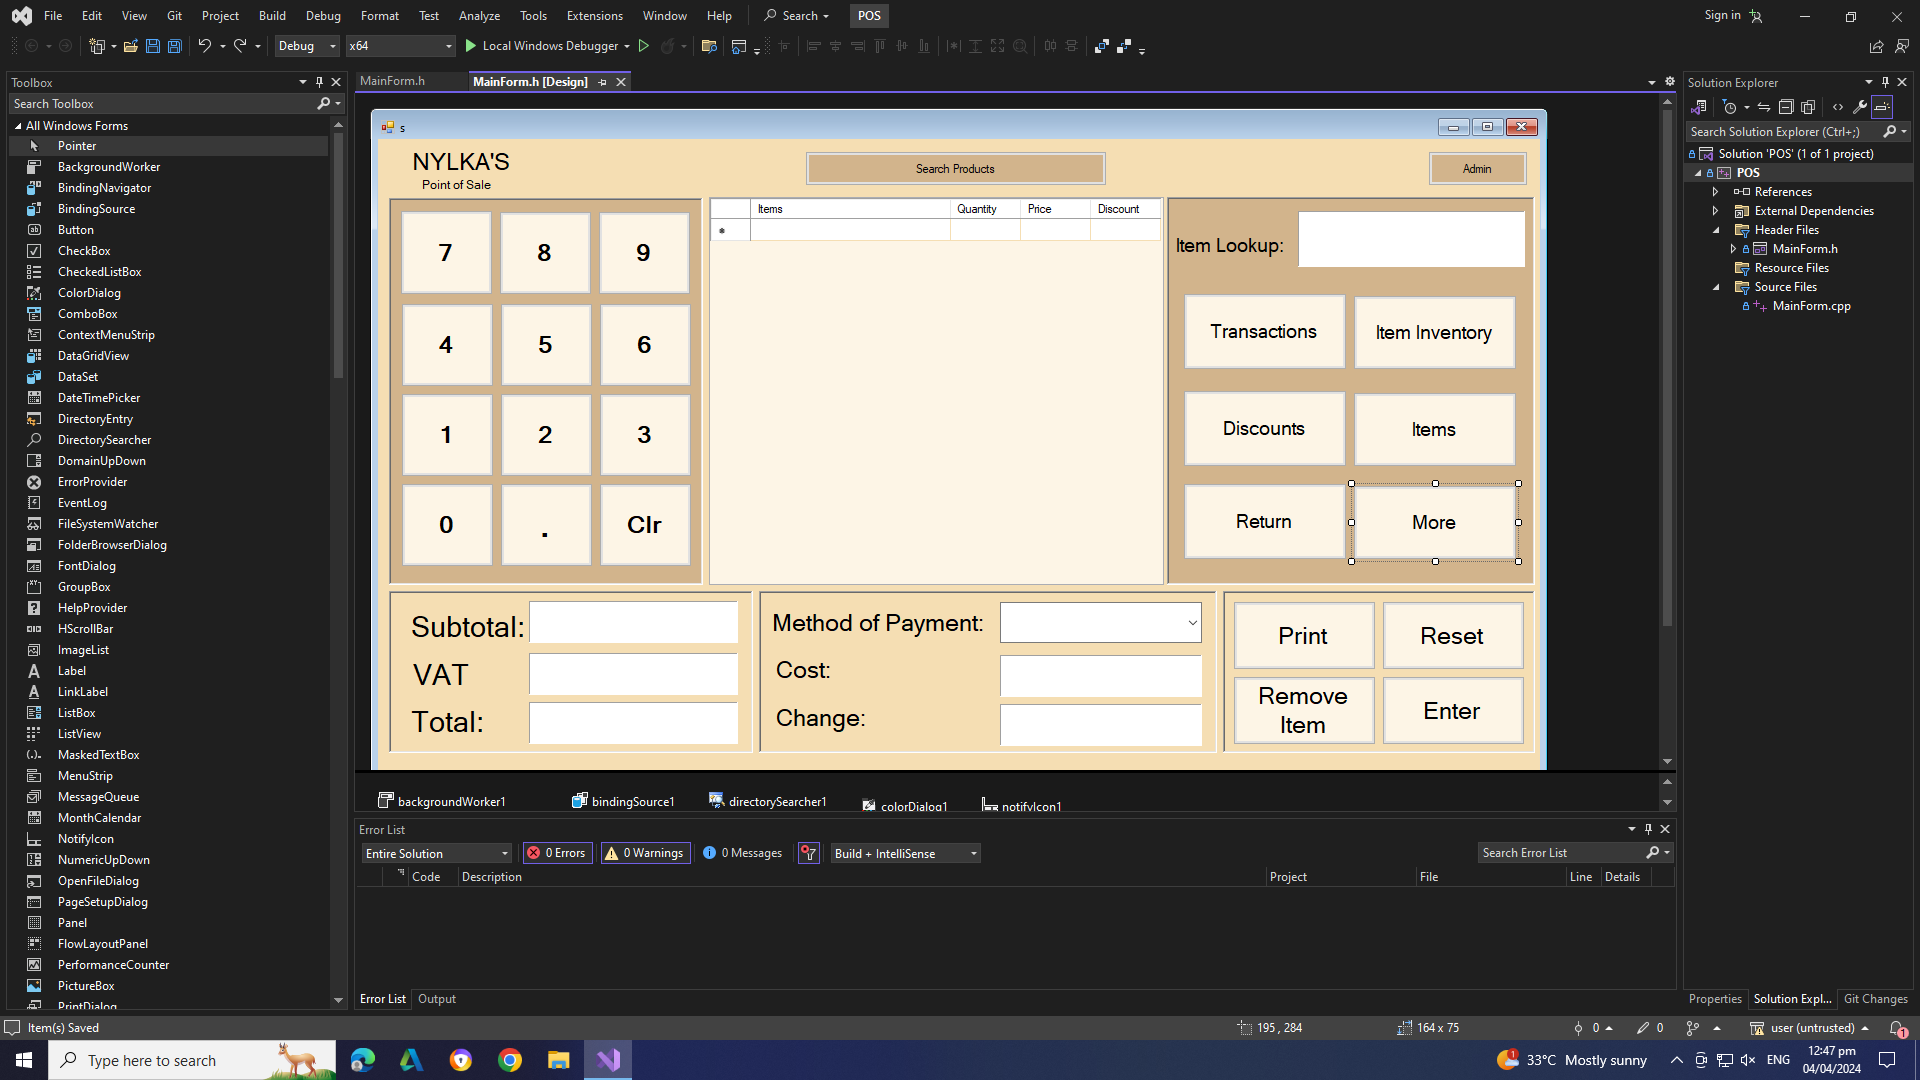 File Edit View Git Project Build Debug Format Test Analyze Tools Extensions Window Help Search POS Sign in
Debug x64 Local Windows Debugger
Toolbox
Search Toolbox
All Windows Forms
Pointer
BackgroundWorker
BindingNavigator
BindingSource
Button
CheckBox
CheckedListBox
ColorDialog
ComboBox
ContextMenuStrip
DataGridView
DataSet
DateTimePicker
DirectoryEntry
DirectorySearcher
DomainUpDown
ErrorProvider
EventLog
FileSystemWatcher
FolderBrowserDialog
FontDialog
GroupBox
HelpProvider
HScrollBar
ImageList
Label
LinkLabel
ListBox
ListView
MaskedTextBox
MenuStrip
MessageQueue
MonthCalendar
NotifyIcon
NumericUpDown
OpenFileDialog
PageSetupDialog
Panel
FlowLayoutPanel
PerformanceCounter
PictureBox
PrintDialog
MainForm.h MainForm.h [Design]
s
NYLKA'S
Point of Sale
Search Products
Admin
7 8 9
4 5 6
1 2 3
0 . Clr
Items Quantity Price Discount
Item Lookup:
Transactions Item Inventory
Discounts Items
Return More
Subtotal:
VAT
Total:
Method of Payment:
Cost:
Change:
Print Reset
Remove
Item
Enter
backgroundWorker1 bindingSource1 directorySearcher1 colorDialog1 notifyIcon1
Error List
Entire Solution 0 Errors 0 Warnings 0 Messages Build + IntelliSense Search Error List
Code Description Project File Line Details
Error List Output
Solution Explorer
Search Solution Explorer (Ctrl+;)
Solution 'POS' (1 of 1 project)
POS
References
External Dependencies
Header Files
MainForm.h
Resource Files
Source Files
MainForm.cpp
Properties Solution Expl... Git Changes
Item(s) Saved 195 , 284 164 x 75 0 0 user (untrusted) 1
Type here to search 1 33°C Mostly sunny ENG
12:47 pm
04/04/2024